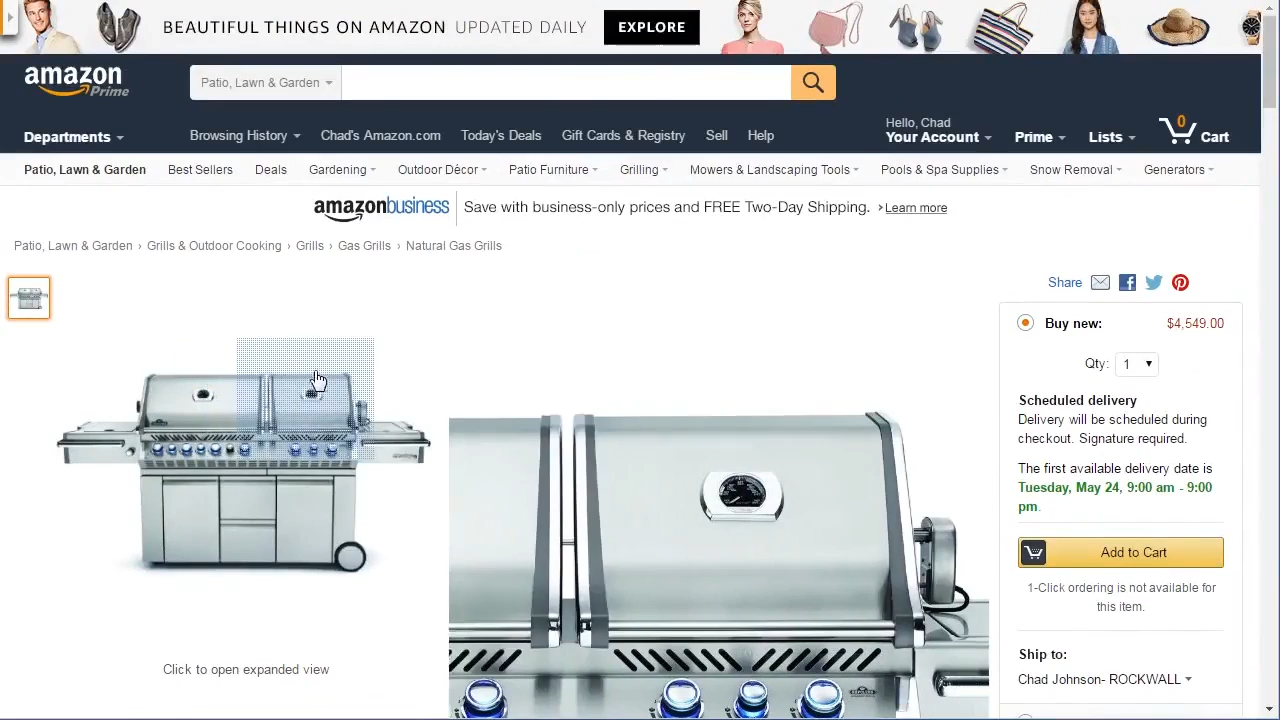 BEAUTIFUL THINGS ON AMAZON UPDATED DAILY EXPLORE
amazon Prime
Patio, Lawn & Garden
Hello, Chad
Departments Browsing History Chad's Amazon.com Today's Deals Gift Cards & Registry Sell Help Your Account Prime Lists 0 Cart
Patio, Lawn & Garden Best Sellers Deals Gardening Outdoor Décor Patio Furniture Grilling Mowers & Landscaping Tools Pools & Spa Supplies Snow Removal Generators
amazonbusiness Save with business-only prices and FREE Two-Day Shipping. › Learn more
Patio, Lawn & Garden › Grills & Outdoor Cooking › Grills › Gas Grills › Natural Gas Grills
Share
Buy new: $4,549.00
Qty: 1
Scheduled delivery
Delivery will be scheduled during
checkout. Signature required.
The first available delivery date is
Tuesday, May 24, 9:00 am - 9:00
pm.
Add to Cart
1-Click ordering is not available for
this item.
Ship to:
Chad Johnson- ROCKWALL
Click to open expanded view